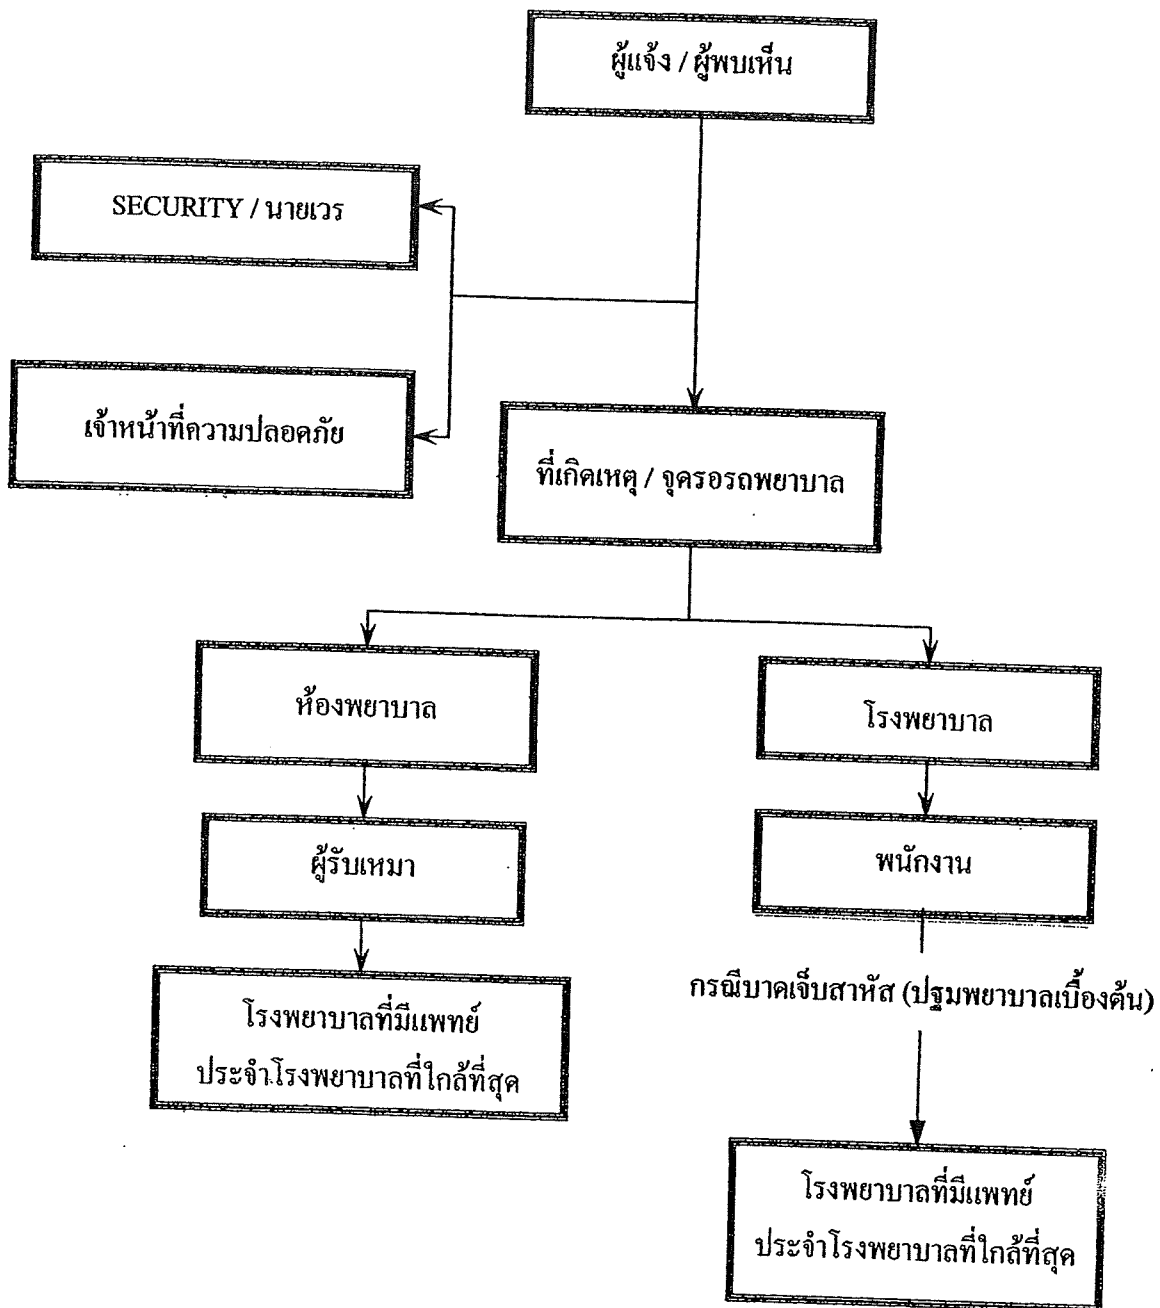 ผู้แจ้ง / ผู้พบเห็น
SECURITY / นายเวร
เจ้าหน้าที่ความปลอดภัย
ที่เกิดเหตุ / จุดรอรถพยาบาล
ห้องพยาบาล
โรงพยาบาล
ผู้รับเหมา
พนักงาน
โรงพยาบาลที่มีแพทย์
ประจำโรงพยาบาลที่ใกล้ที่สุด
กรณีบาดเจ็บสาหัส (ปฐมพยาบาลเบื้องต้น)
โรงพยาบาลที่มีแพทย์
ประจำโรงพยาบาลที่ใกล้ที่สุด